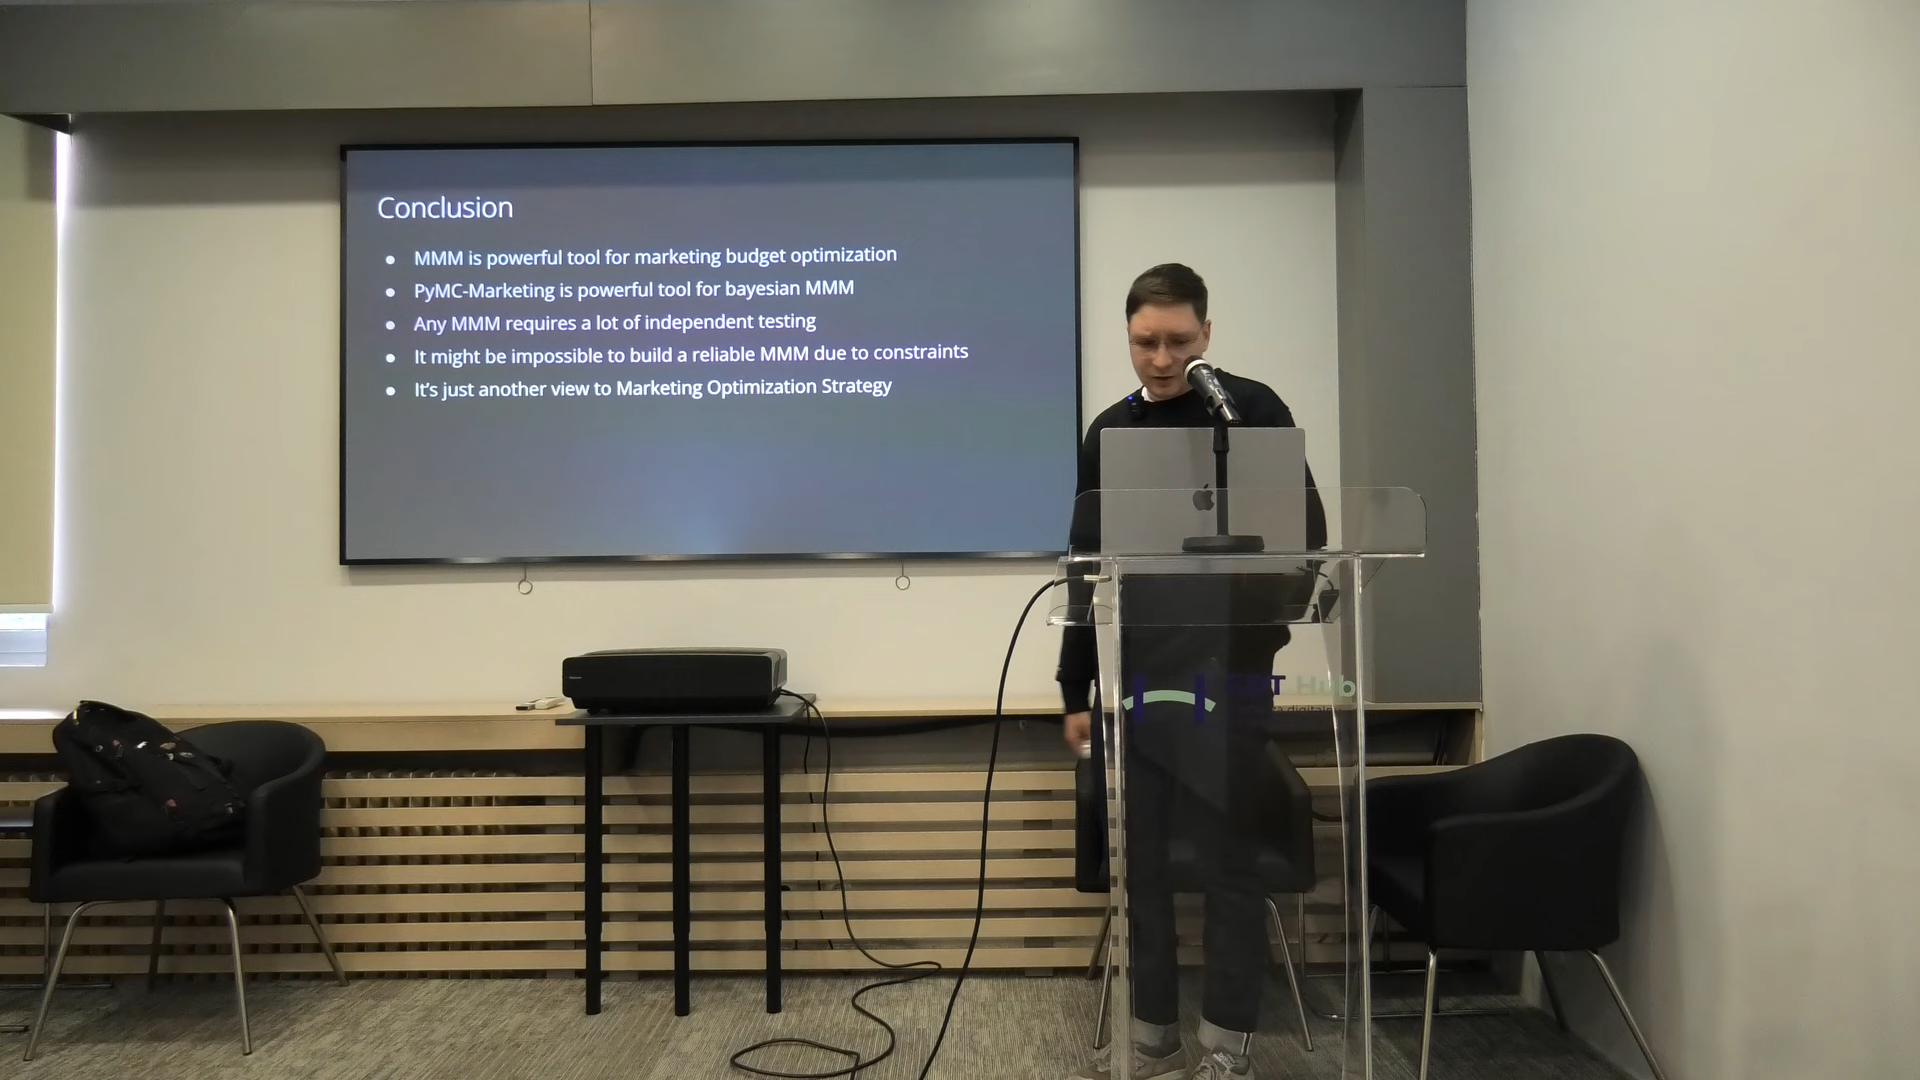 Conclusion
• MMM is powerful tool for marketing budget optimization
• PyMC-Marketing is powerful tool for bayesian MMM
• Any MMM requires a lot of independent testing
• It might be impossible to build a reliable MMM due to constraints
• It's just another view to Marketing Optimization Strategy
Hub